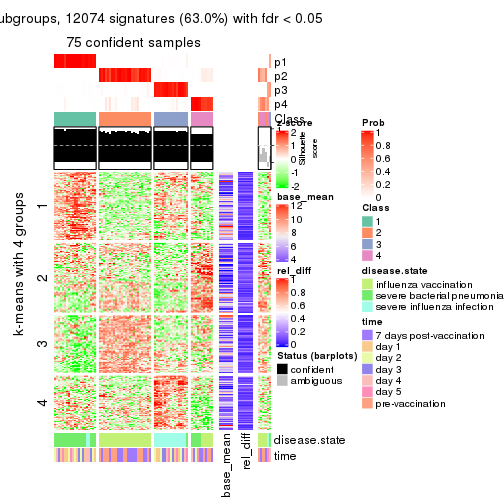 ubgroups, 12074 signatures (63.0%) with fdr < 0.05
75 confident samples
p1
p2
p3
p4
Class
k-means with 4 groups
1
2
3
4
1
Silhouette
score
z-score
2
1
0
-1
-2
base_mean
12
10
8
6
4
rel_diff
1
0.8
0.6
0.4
0.2
0
Status (barplots)
confident
ambiguous
Prob
1
0.8
0.6
0.4
0.2
0
Class
1
2
3
4
disease.state
influenza vaccination
severe bacterial pneumonia
severe influenza infection
time
7 days post-vaccination
day 1
day 2
day 3
day 4
day 5
pre-vaccination
disease.state
time
base_mean
rel_diff